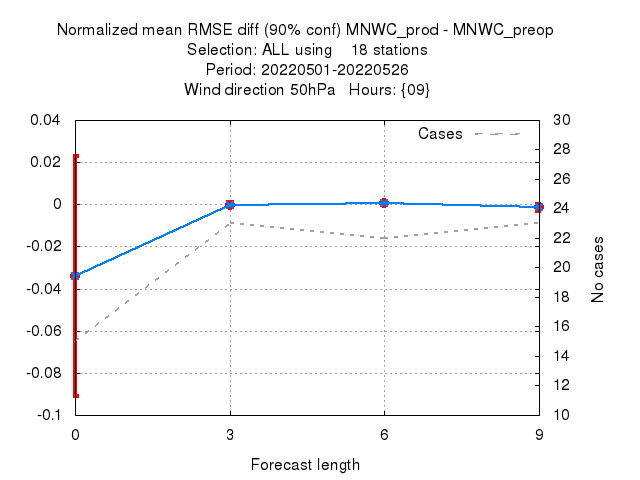 Normalized mean RMSE diff (90% conf) MNWC_prod - MNWC_preop
Selection: ALL using    18 stations
Period: 20220501-20220526
Wind direction 50hPa   Hours: {09}
Cases
0.04
0.02
0
-0.02
-0.04
-0.06
-0.08
-0.1
30
28
26
24
22
20
18
16
14
12
10
No cases
0 3 6 9
Forecast length